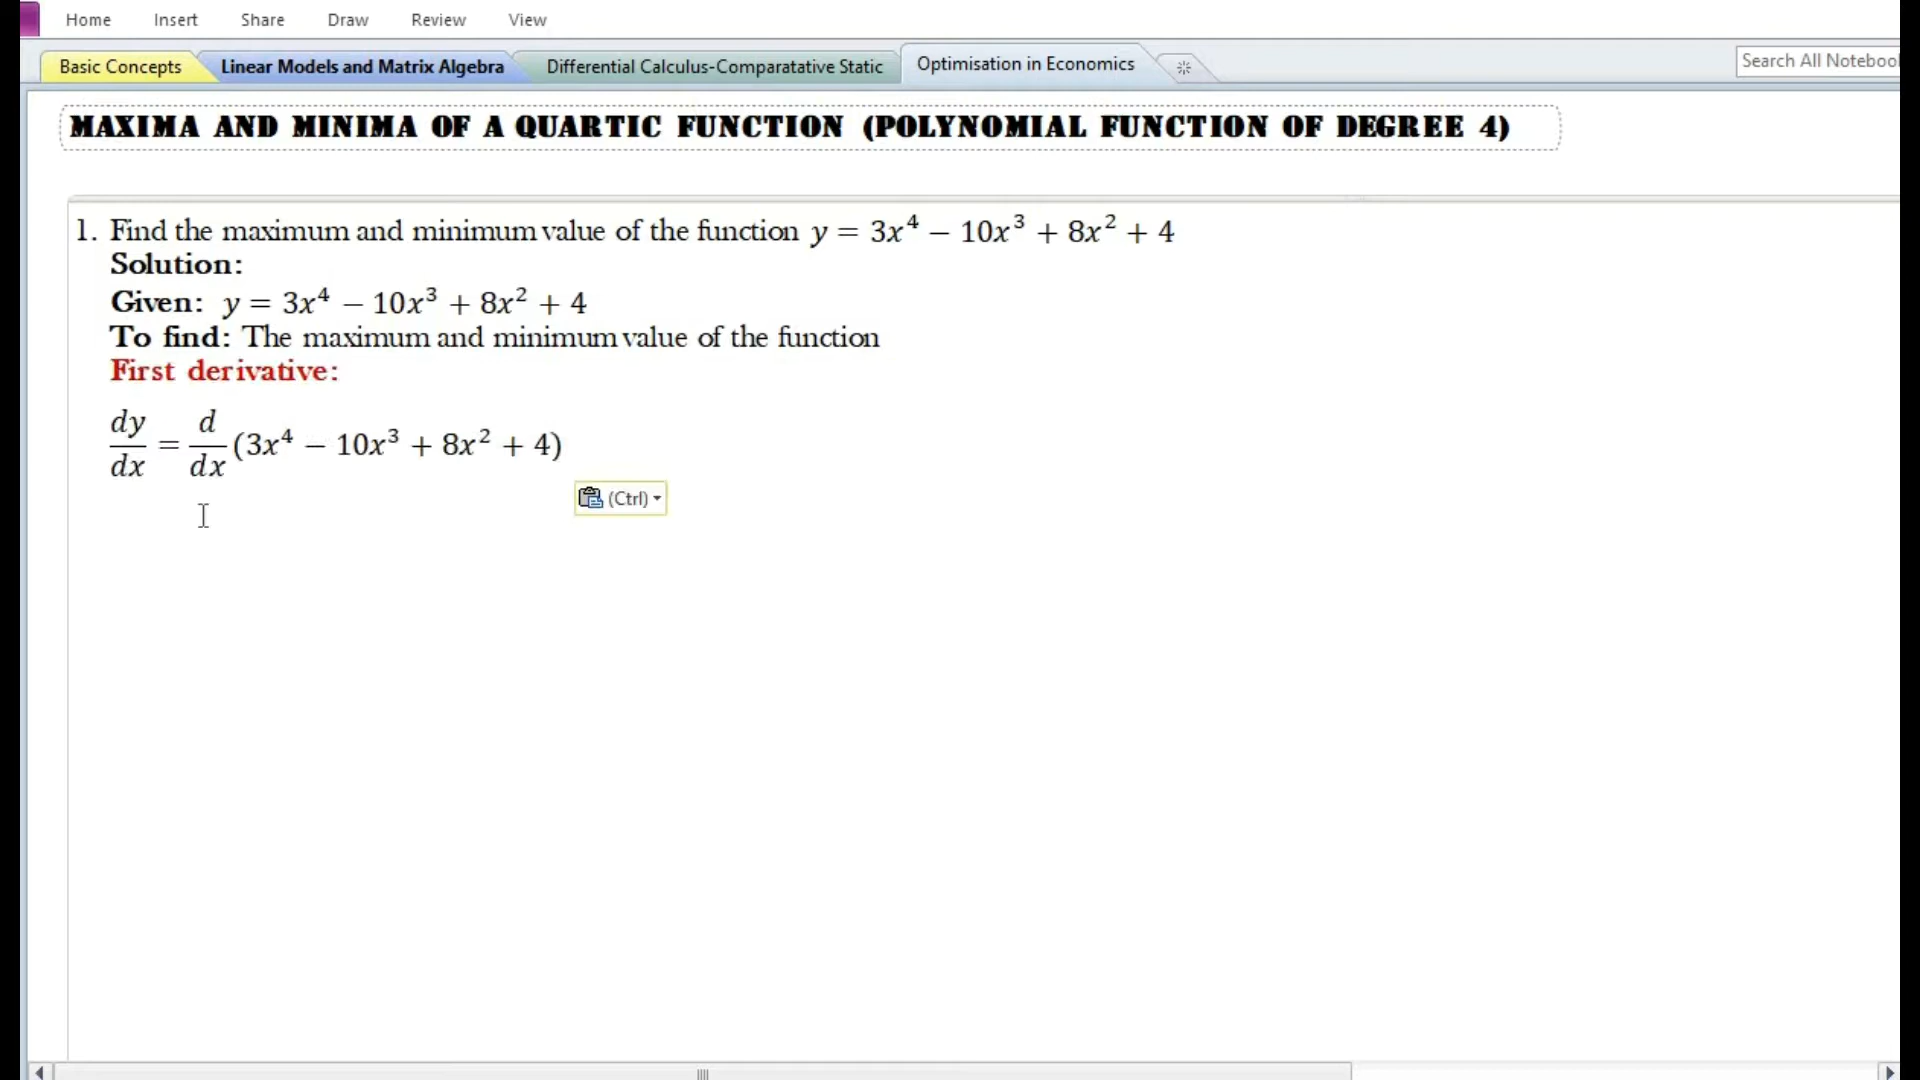 Home Insert Share Draw Review View
Basic Concepts Linear Models and Matrix Algebra Differential Calculus-Comparatative Static Optimisation in Economics Search All Noteboo
MAXIMA AND MINIMA OF A QUARTIC FUNCTION (POLYNOMIAL FUNCTION OF DEGREE 4)
1. Find the maximum and minimum value of the function y = 3x⁴ − 10x³ + 8x² + 4
Solution:
Given: y = 3x⁴ − 10x³ + 8x² + 4
To find: The maximum and minimum value of the function
First derivative:
dy/dx = d/dx (3x⁴ − 10x³ + 8x² + 4)
(Ctrl)